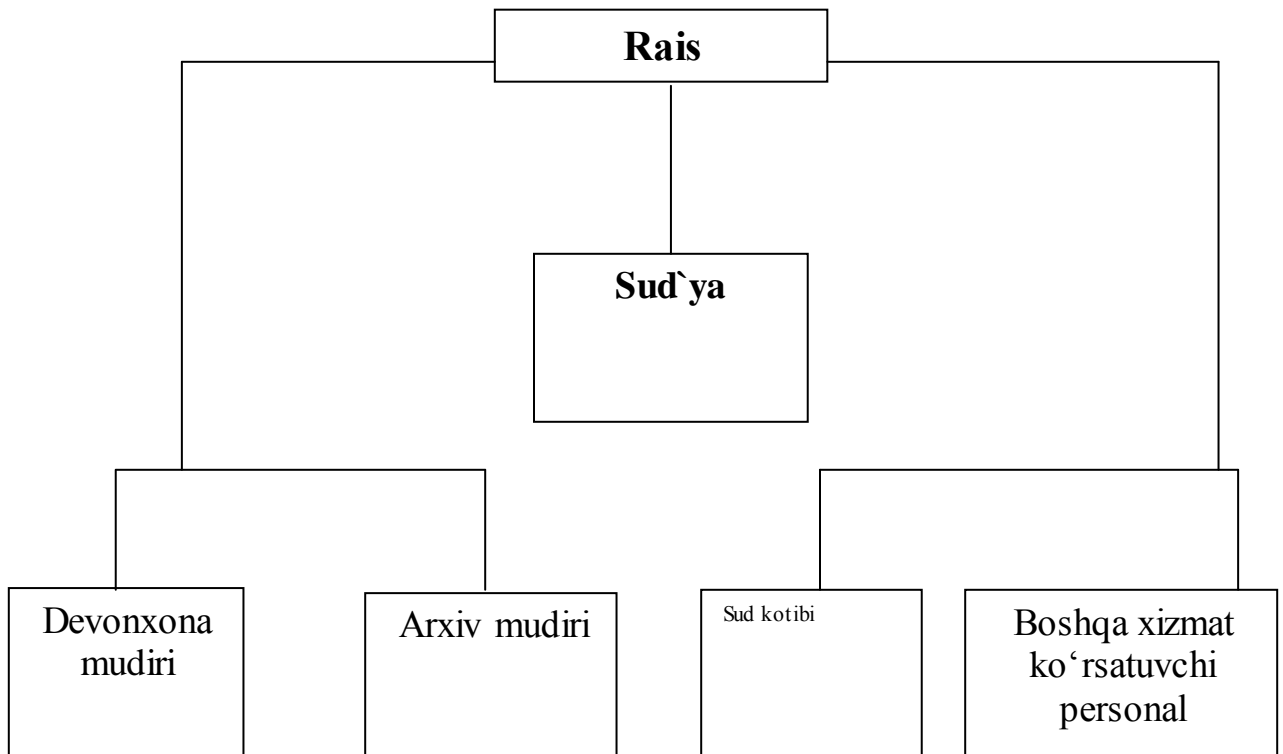 Rais
Sud`ya
Devonxona
mudiri
Arxiv mudiri
Sud kotibi
Boshqa xizmat
ko‘rsatuvchi
personal